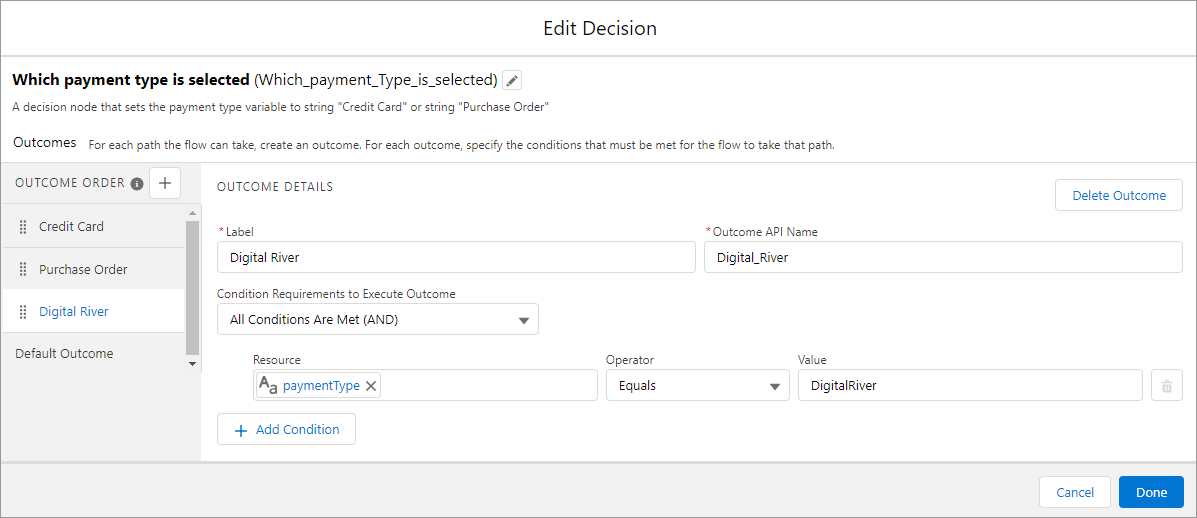 Edit Decision
Which payment type is selected (Which_payment_Type_is_selected)
A decision node that sets the payment type variable to string "Credit Card" or string "Purchase Order"
Outcomes For each path the flow can take, create an outcome. For each outcome, specify the conditions that must be met for the flow to take that path.
OUTCOME ORDER
Credit Card
Purchase Order
Digital River
Default Outcome
OUTCOME DETAILS
Delete Outcome
* Label
Digital River
* Outcome API Name
Digital_River
Condition Requirements to Execute Outcome
All Conditions Are Met (AND)
Resource
Aa paymentType
Operator
Equals
Value
DigitalRiver
Add Condition
Cancel
Done